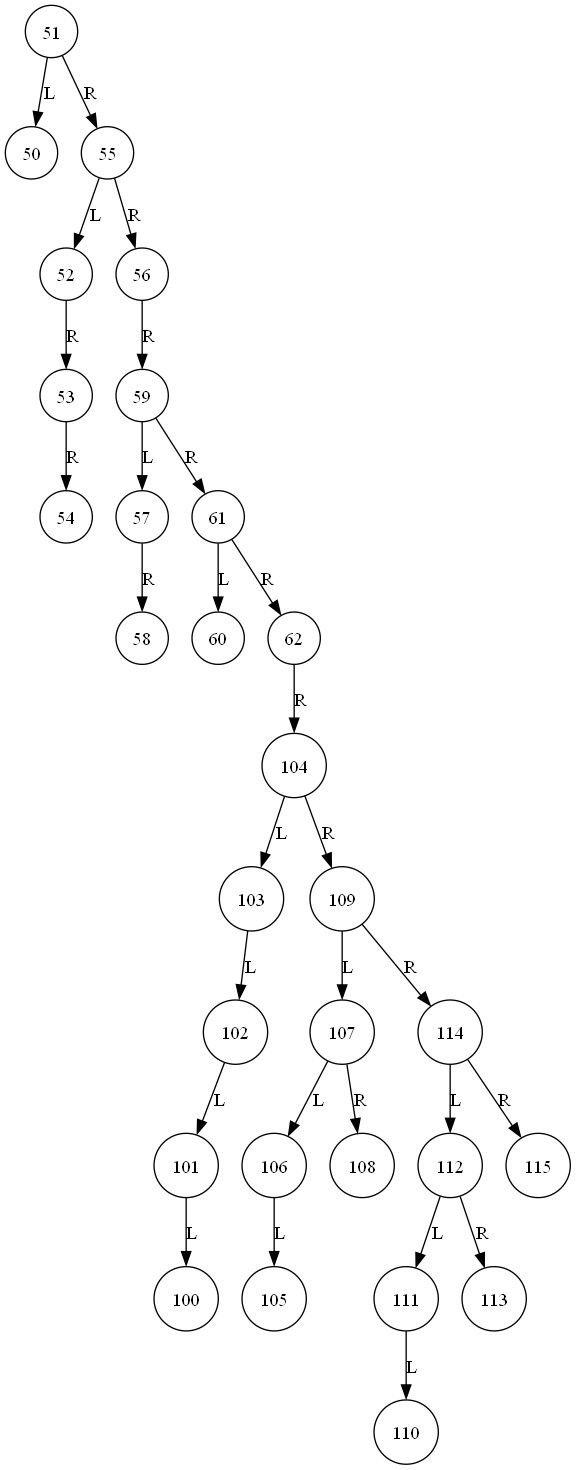 51
L R
50 55
L R
52 56
R R
53 59
R L R
54 57 61
R L R
58 60 62
R
104
L R
103 109
L L R
102 107 114
L L R L R
101 106 108 112 115
L L L R
100 105 111 113
L
110